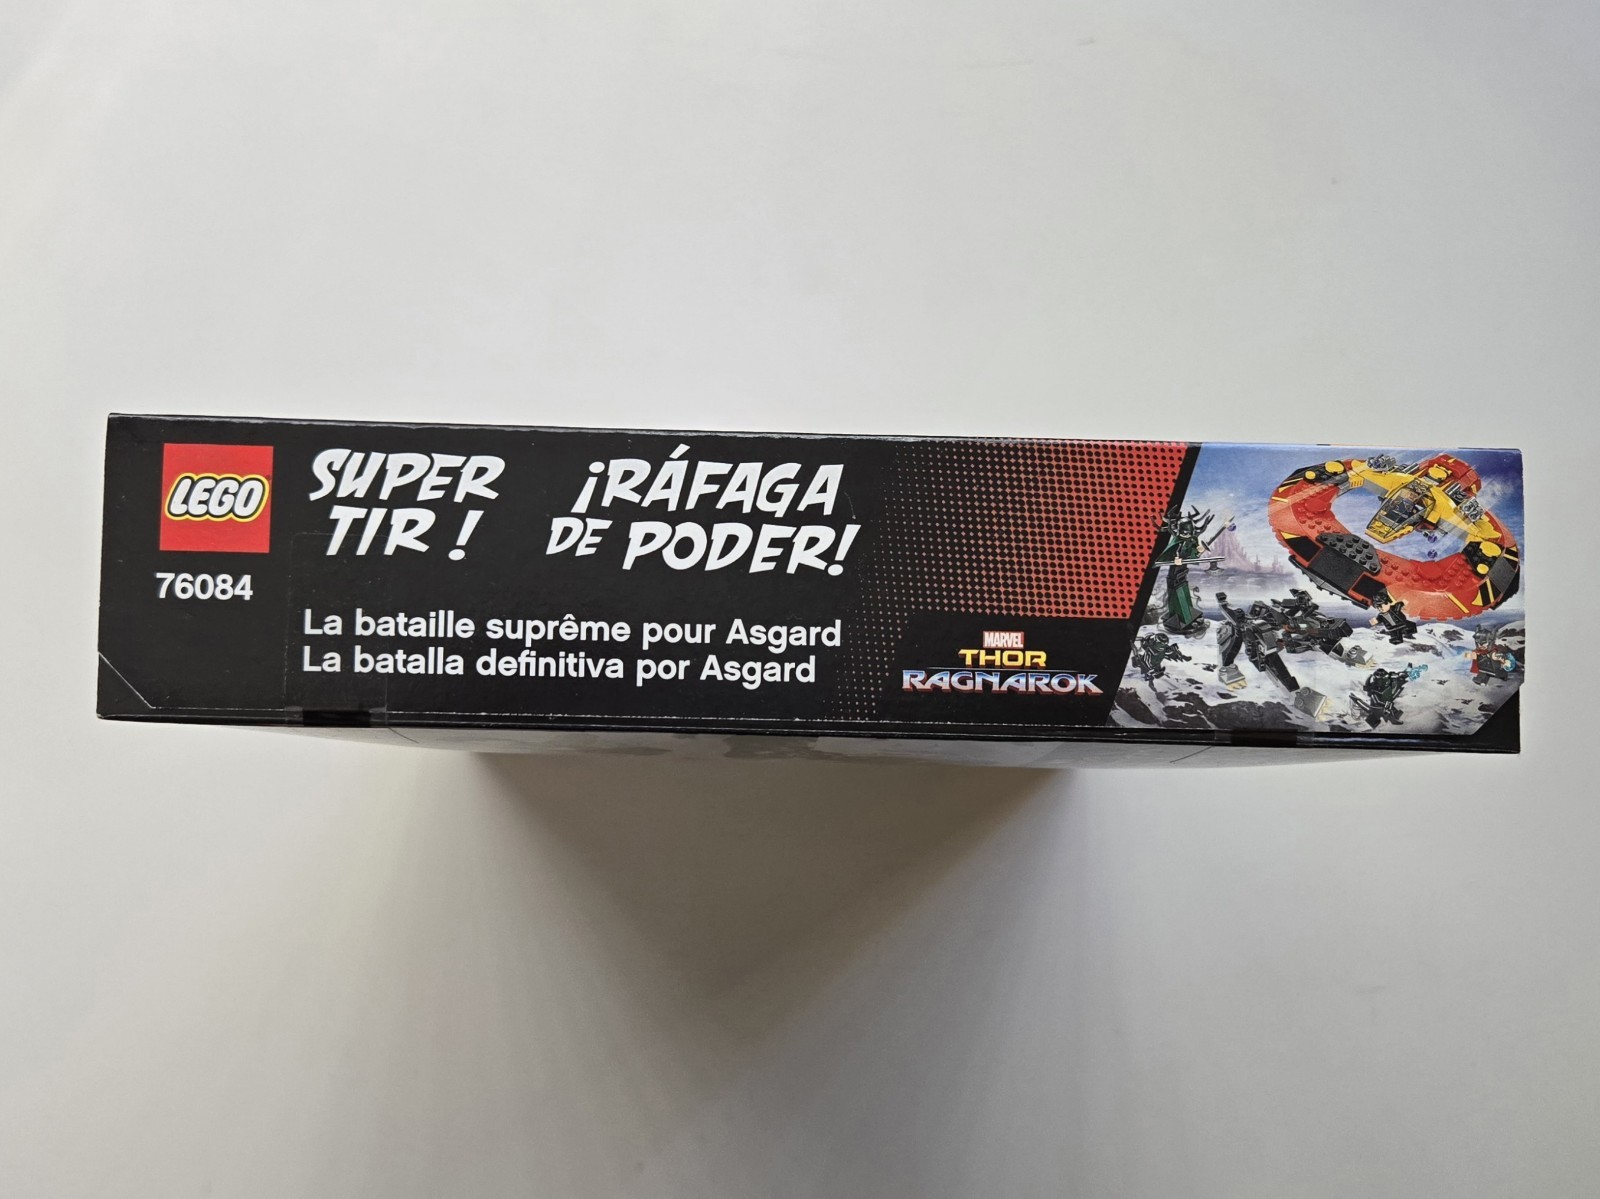 LEGO
76084
SUPER
TIR !
¡RÁFAGA
DE PODER!
La bataille suprême pour Asgard
La batalla definitiva por Asgard
MARVEL
THOR
RAGNAROK